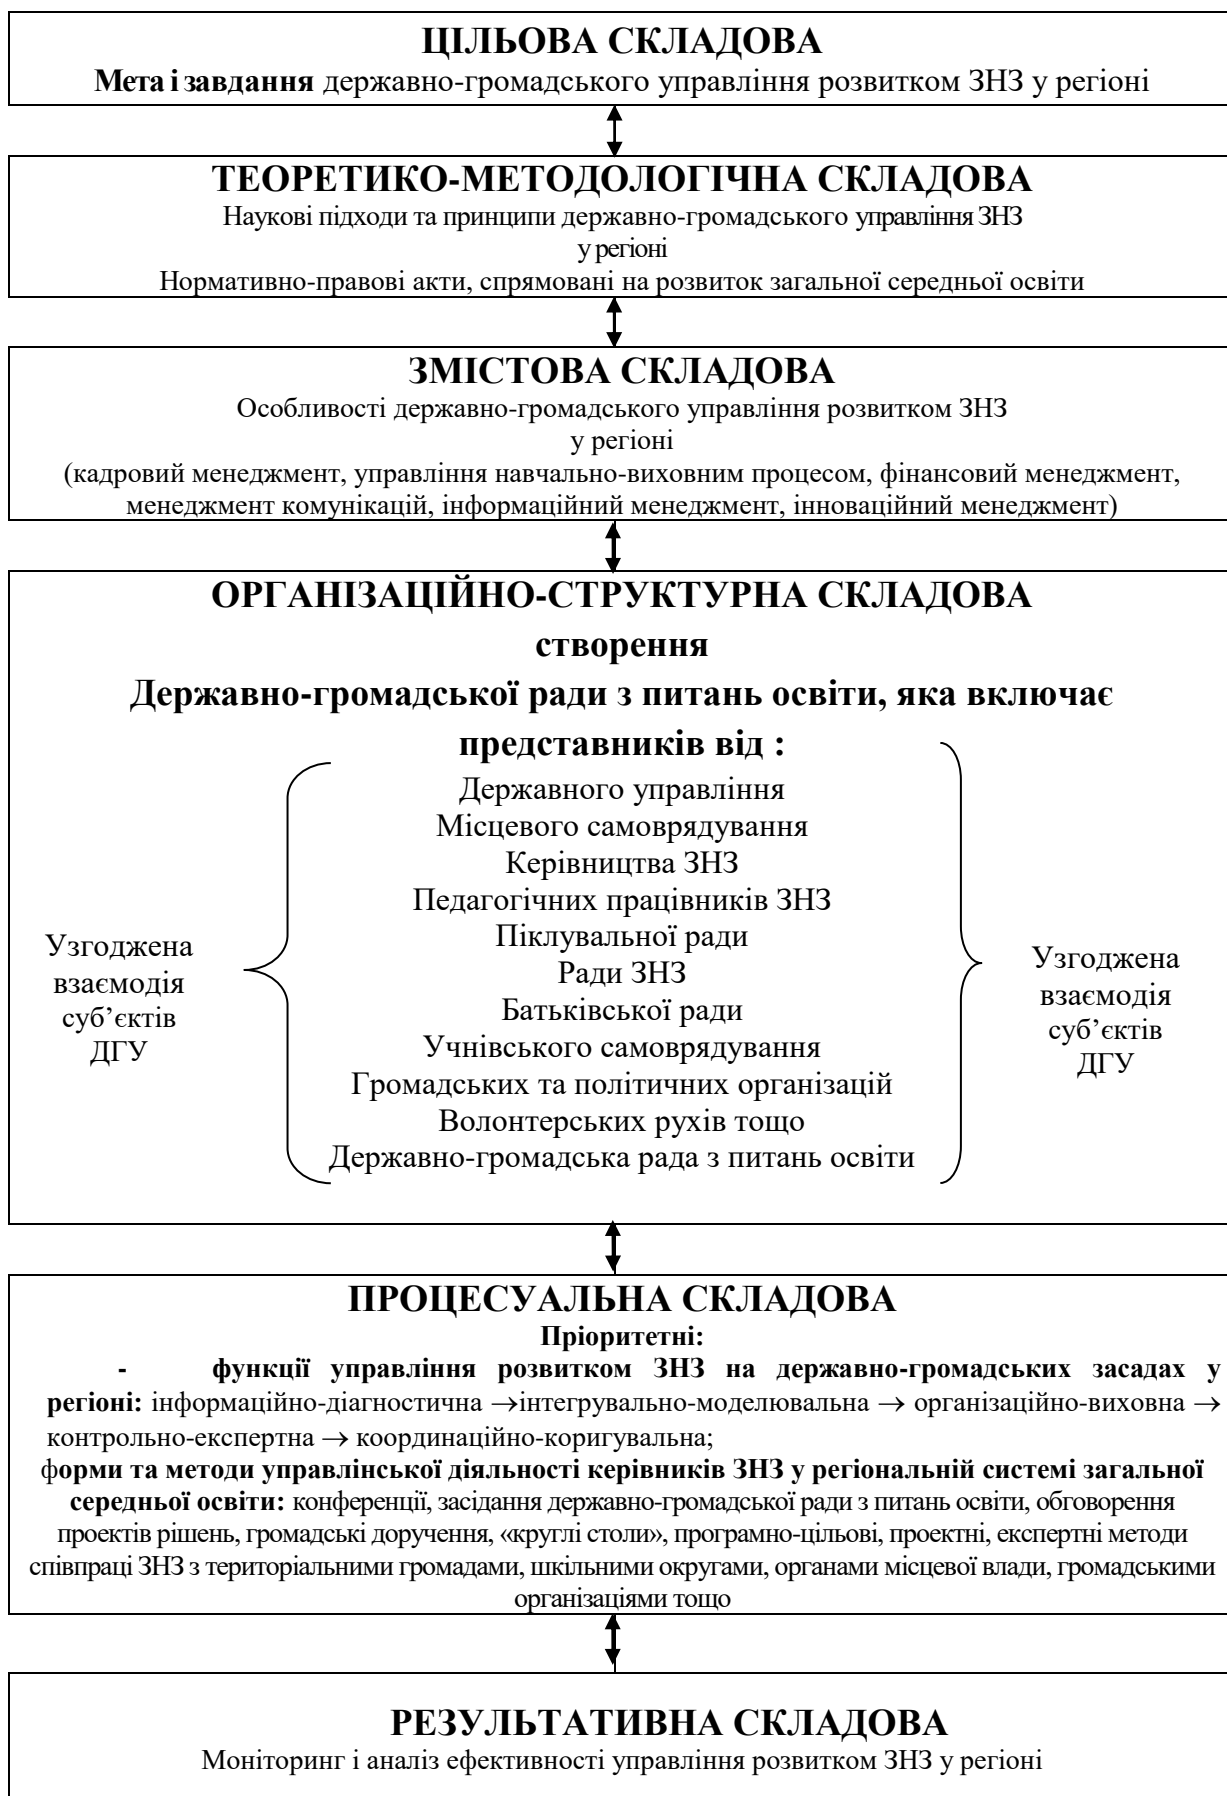 ЦІЛЬОВА СКЛАДОВА
Мета і завдання державно-громадського управління розвитком ЗНЗ у регіоні
ТЕОРЕТИКО-МЕТОДОЛОГІЧНА СКЛАДОВА
Наукові підходи та принципи державно-громадського управління ЗНЗ
у регіоні
Нормативно-правові акти, спрямовані на розвиток загальної середньої освіти
ЗМІСТОВА СКЛАДОВА
Особливості державно-громадського управління розвитком ЗНЗ
у регіоні
(кадровий менеджмент, управління навчально-виховним процесом, фінансовий менеджмент,
менеджмент комунікацій, інформаційний менеджмент, інноваційний менеджмент)
ОРГАНІЗАЦІЙНО-СТРУКТУРНА СКЛАДОВА
створення
Державно-громадської ради з питань освіти, яка включає
представників від :
Державного управління
Місцевого самоврядування
Керівництва ЗНЗ
Педагогічних працівників ЗНЗ
Піклувальної ради
Ради ЗНЗ
Батьківської ради
Учнівського самоврядування
Громадських та політичних організацій
Волонтерських рухів тощо
Державно-громадська рада з питань освіти
Узгоджена
взаємодія
суб’єктів
ДГУ
Узгоджена
взаємодія
суб’єктів
ДГУ
ПРОЦЕСУАЛЬНА СКЛАДОВА
Пріоритетні:
- функції управління розвитком ЗНЗ на державно-громадських засадах у
регіоні: інформаційно-діагностична →інтегрувально-моделювальна → організаційно-виховна →
контрольно-експертна → координаційно-коригувальна;
форми та методи управлінської діяльності керівників ЗНЗ у регіональній системі загальної
середньої освіти: конференції, засідання державно-громадської ради з питань освіти, обговорення
проектів рішень, громадські доручення, «круглі столи», програмно-цільові, проектні, експертні методи
співпраці ЗНЗ з територіальними громадами, шкільними округами, органами місцевої влади, громадськими
організаціями тощо
РЕЗУЛЬТАТИВНА СКЛАДОВА
Моніторинг і аналіз ефективності управління розвитком ЗНЗ у регіоні